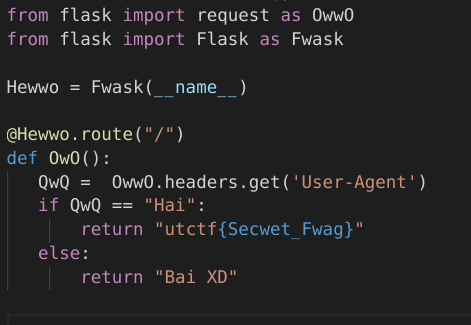 from flask import request as OwwO
from flask import Flask as Fwask
Hewwo = Fwask(__name__)
@Hewwo.route("/")
def OwO():
QwQ =  OwwO.headers.get('User-Agent')
if QwQ == "Hai":
return "utctf{Secwet_Fwag}"
else:
return "Bai XD"